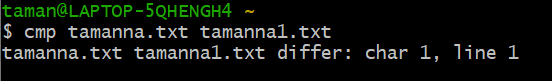 taman@LAPTOP-5QHENGH4 ~
$ cmp tamanna.txt tamanna1.txt
tamanna.txt tamanna1.txt differ: char 1, line 1